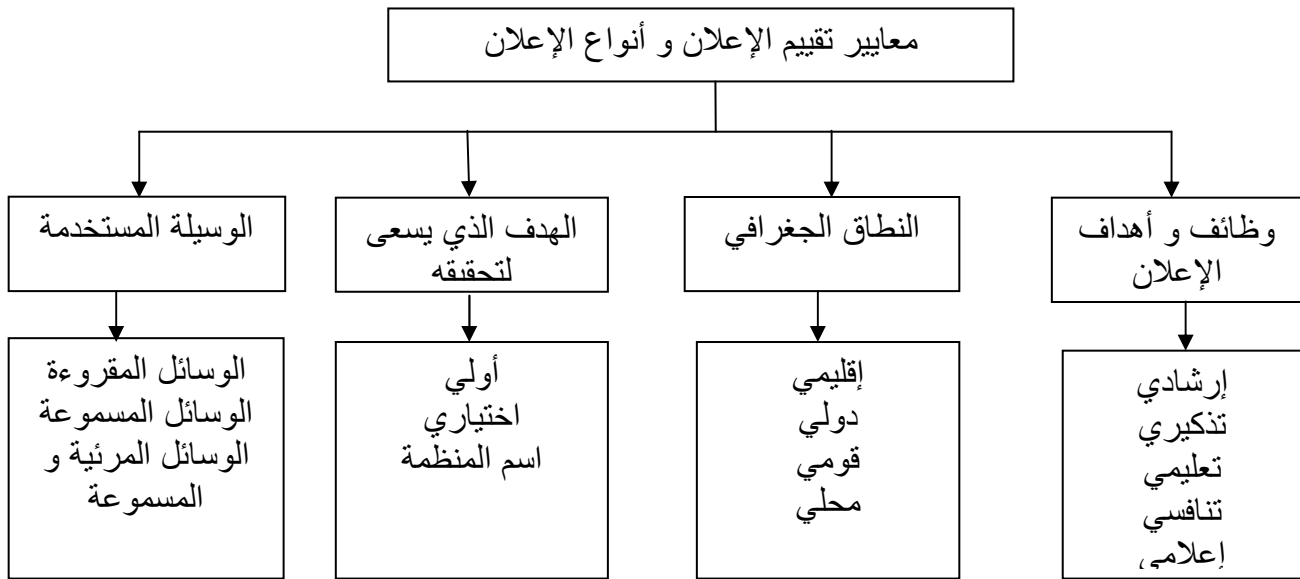 معايير تقييم الإعلان و أنواع الإعلان
وظائف و أهداف
الإعلان
النطاق الجغرافي
الهدف الذي يسعى
لتحقيقه
الوسيلة المستخدمة
إرشادي
تذكيري
تعليمي
تنافسي
إعلامي
إقليمي
دولي
قومي
محلي
أولي
اختياري
اسم المنظمة
الوسائل المقروءة
الوسائل المسموعة
الوسائل المرئية و
المسموعة